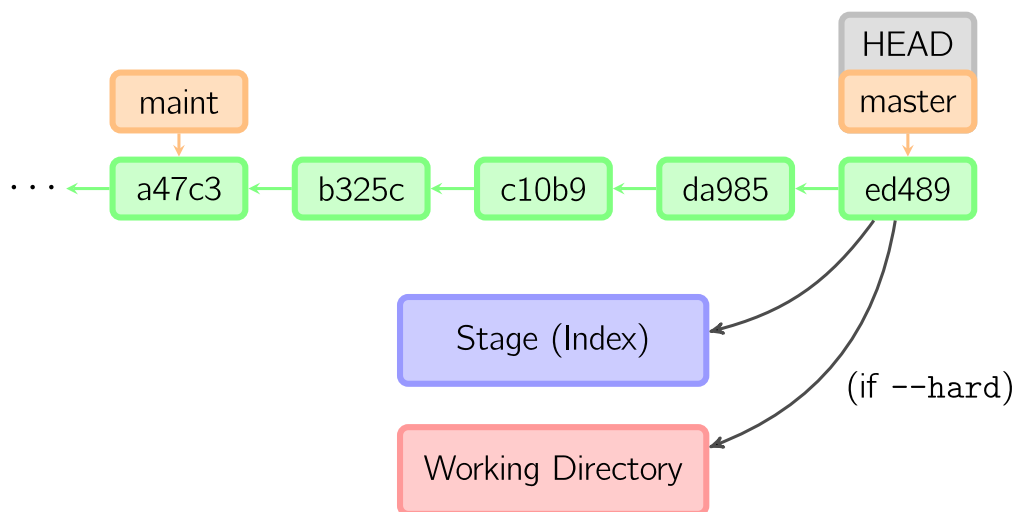 HEAD
maint
master
···
a47c3
b325c
c10b9
da985
ed489
Stage (Index)
(if --hard)
Working Directory